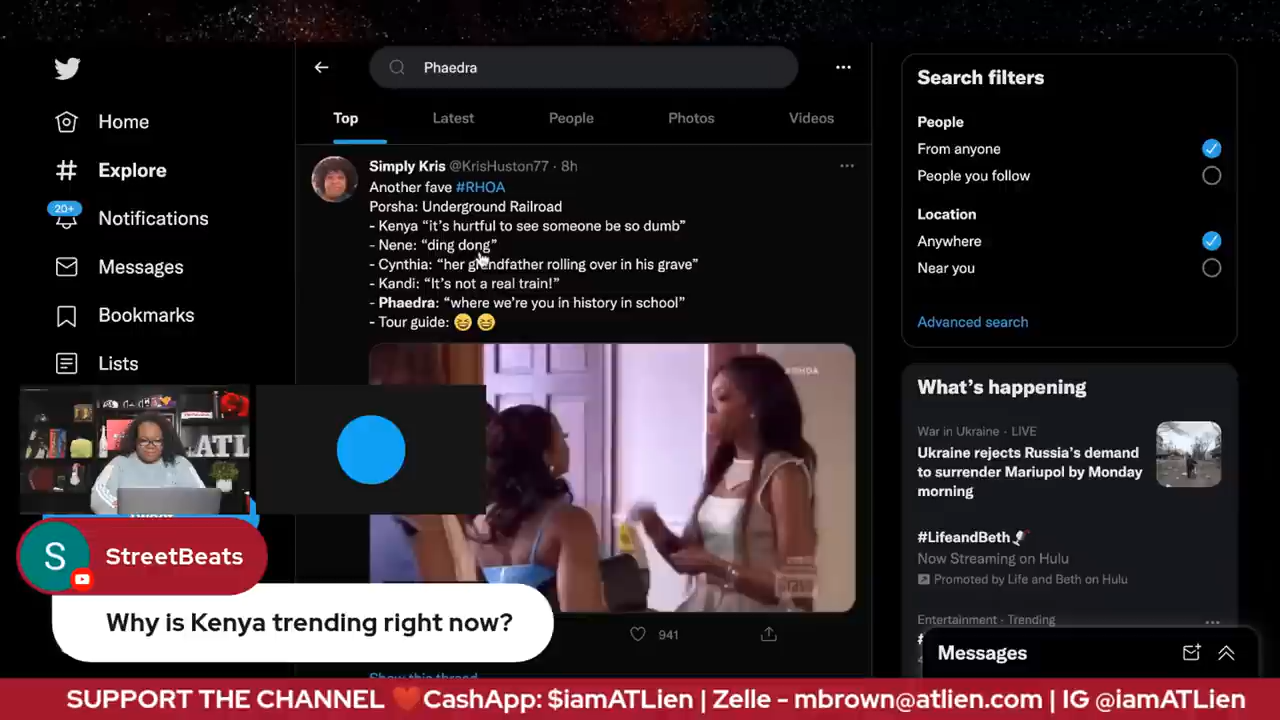 Home
Explore
20+
Notifications
Messages
Bookmarks
Lists
Phaedra
Top
Latest
People
Photos
Videos
Simply Kris @KrisHuston77 · 8h
Another fave #RHOA
Porsha: Underground Railroad
- Kenya “it’s hurtful to see someone be so dumb”
- Nene: “ding dong”
- Cynthia: “her grandfather rolling over in his grave”
- Kandi: “It’s not a real train!”
- Phaedra: “where we’re you in history in school”
- Tour guide: 😆 😆
941
Show this thread
Search filters
People
From anyone
People you follow
Location
Anywhere
Near you
Advanced search
What’s happening
War in Ukraine · LIVE
Ukraine rejects Russia’s demand
to surrender Mariupol by Monday
morning
#LifeandBeth
Now Streaming on Hulu
Promoted by Life and Beth on Hulu
Entertainment · Trending
Messages
ATL
S
StreetBeats
Why is Kenya trending right now?
SUPPORT THE CHANNEL ❤️CashApp: $iamATLien | Zelle - mbrown@atlien.com | IG @iamATLien